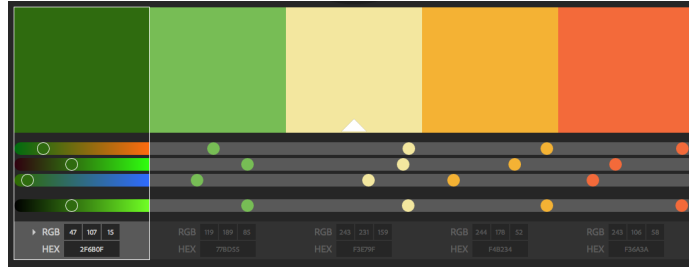 RGB 47 107 15 RGB 119 189 85 RGB 243 231 159 RGB 244 178 52 RGB 243 106 58
HEX 2F6B0F HEX 77BD55 HEX F3E79F HEX F4B234 HEX F36A3A